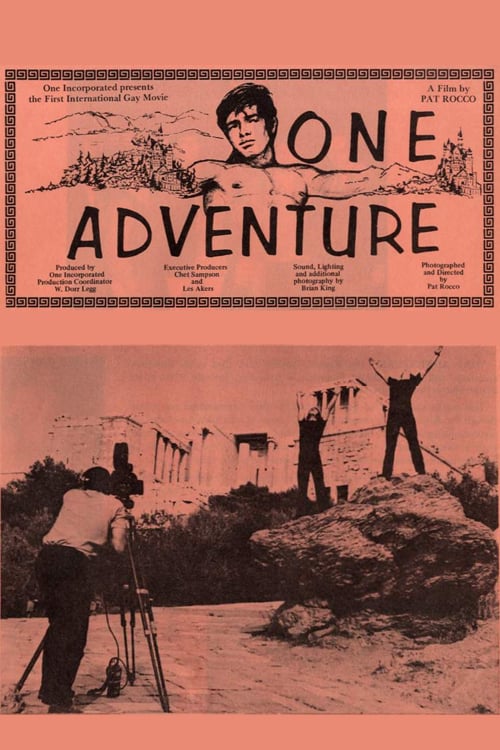 One Incorporated presents
the First International Gay Movie
A Film by
PAT ROCCO
ONE
ADVENTURE
Produced by
One Incorporated
Production Coordinator
W. Dorr Legg
Executive Producers
Chet Sampson
and
Les Akers
Sound, Lighting
and additional
photography by
Brian King
Photographed
and Directed
by
Pat Rocco